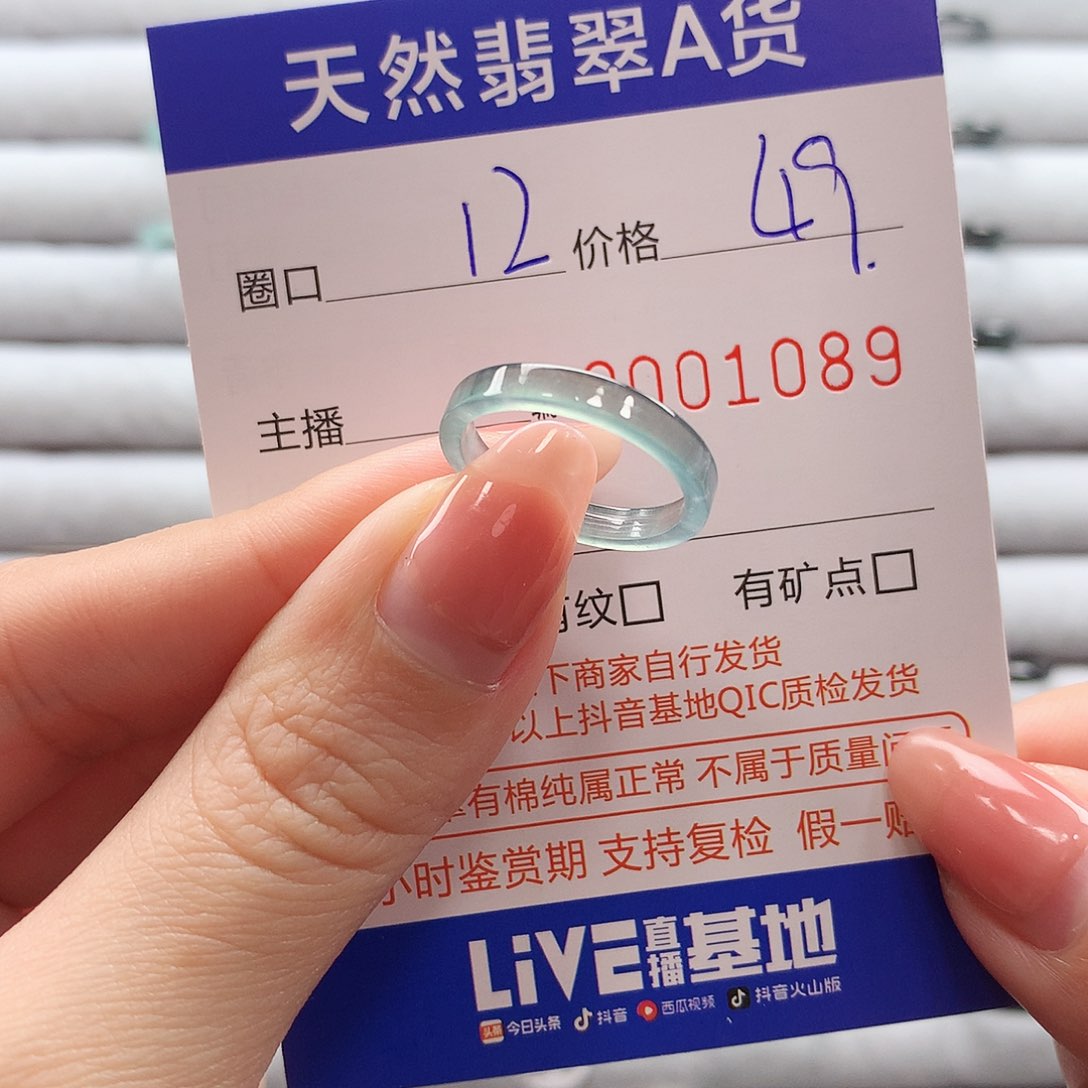 天然翡翠A货
圈口 12 价格 49.
主播 001089
纹□ 有矿点□
下商家自行发货
以上抖音基地QIC质检发货
有棉纯属正常 不属于质量问
小时鉴赏期 支持复检 假一赔
LiVE直播基地
头条 今日头条 抖音 西瓜视频 抖音火山版